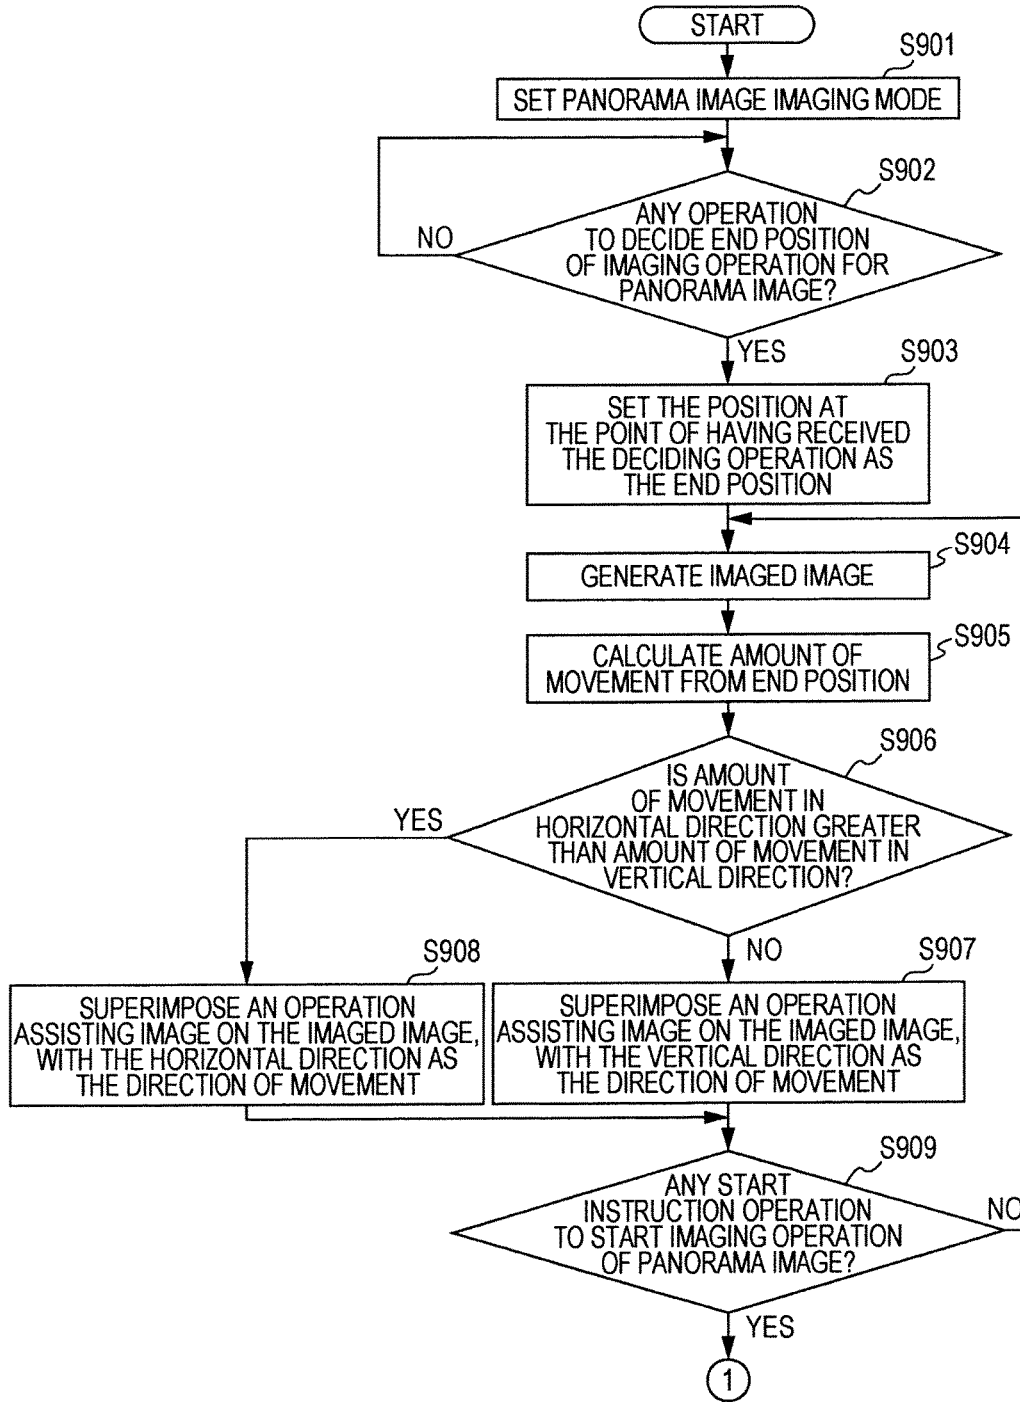 START
S901
SET PANORAMA IMAGE IMAGING MODE
S902
ANY OPERATION
TO DECIDE END POSITION
OF IMAGING OPERATION FOR
PANORAMA IMAGE?
NO
YES
S903
SET THE POSITION AT
THE POINT OF HAVING RECEIVED
THE DECIDING OPERATION AS
THE END POSITION
S904
GENERATE IMAGED IMAGE
S905
CALCULATE AMOUNT OF
MOVEMENT FROM END POSITION
S906
IS AMOUNT
OF MOVEMENT IN
HORIZONTAL DIRECTION GREATER
THAN AMOUNT OF MOVEMENT IN
VERTICAL DIRECTION?
YES
NO
S908
SUPERIMPOSE AN OPERATION
ASSISTING IMAGE ON THE IMAGED IMAGE,
WITH THE HORIZONTAL DIRECTION AS
THE DIRECTION OF MOVEMENT
S907
SUPERIMPOSE AN OPERATION
ASSISTING IMAGE ON THE IMAGED IMAGE,
WITH THE VERTICAL DIRECTION AS
THE DIRECTION OF MOVEMENT
S909
ANY START
INSTRUCTION OPERATION
TO START IMAGING OPERATION
OF PANORAMA IMAGE?
NO
YES
1